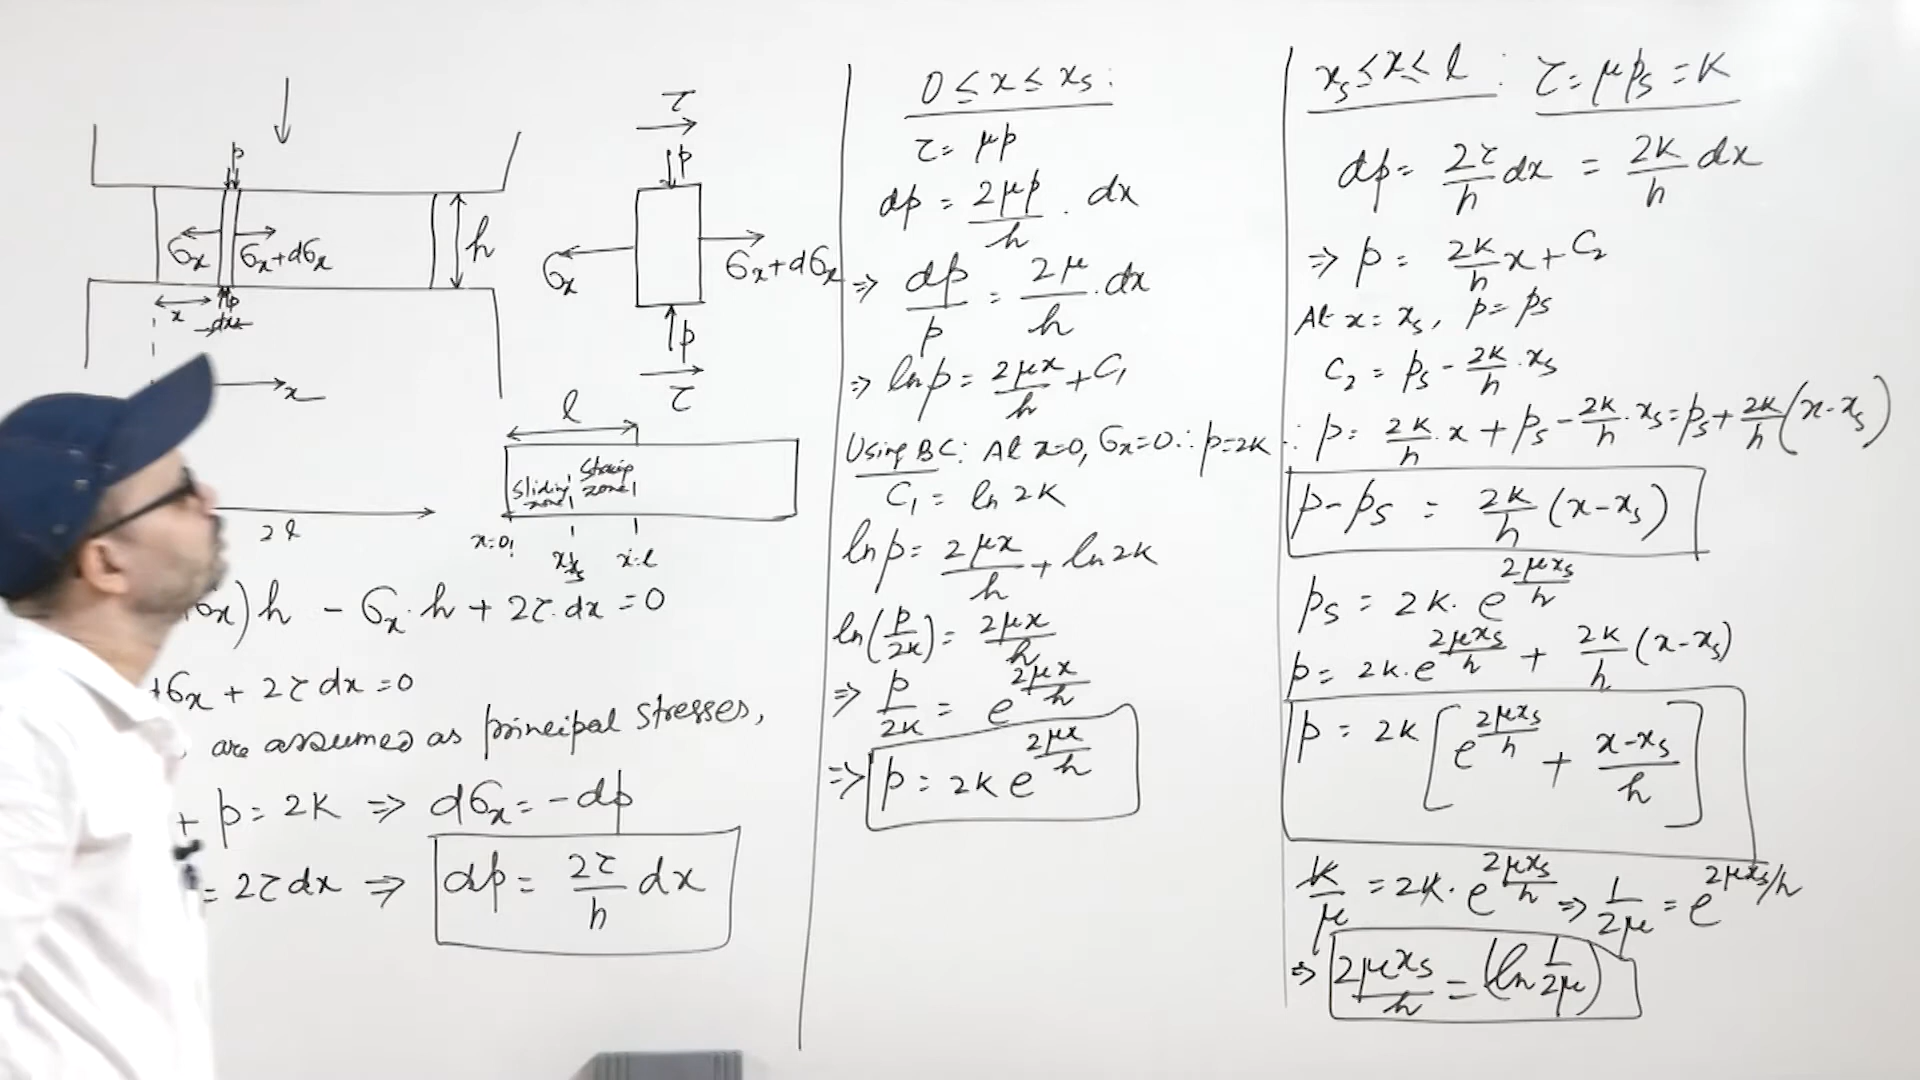 p
σx
σx+dσx
h
p
x
dx
x
2l
τ
p
σx
σx+dσx
p
τ
l
Sliding zone
zone
x=0
xs
x=l
σx)h - σx.h + 2τ.dx = 0
dσx + 2τdx = 0
are assumed as principal stresses,
+ p = 2K ⇒ dσx = -dp
= 2τdx ⇒ dp = 2τ/h dx
0 ≤ x ≤ xs :
τ = μp
dp = 2μp/h . dx
⇒ dp/p = 2μ/h . dx
⇒ ln p = 2μx/h + C1
Using BC: At x=0, σx=0 ∴ p=2K
C1 = ln 2K
ln p = 2μx/h + ln 2K
ln(p/2K) = 2μx/h
⇒ p/2K = e^(2μx/h)
⇒ p = 2K e^(2μx/h)
xs ≤ x ≤ l : τ = μps = K
dp = 2τ/h dx = 2K/h dx
⇒ p = 2K/h x + C2
At x = xs, p = ps
C2 = ps - 2K/h . xs
∴ p = 2K/h . x + ps - 2K/h . xs = ps + 2K/h (x-xs)
p - ps = 2K/h (x-xs)
ps = 2K. e^(2μxs/h)
p = 2K.e^(2μxs/h) + 2K/h (x-xs)
p = 2K [e^(2μxs/h) + x-xs/h]
K/μ = 2K. e^(2μxs/h) ⇒ 1/2μ = e^(2μxs/h)
⇒ 2μxs/h = (ln 1/2μ)